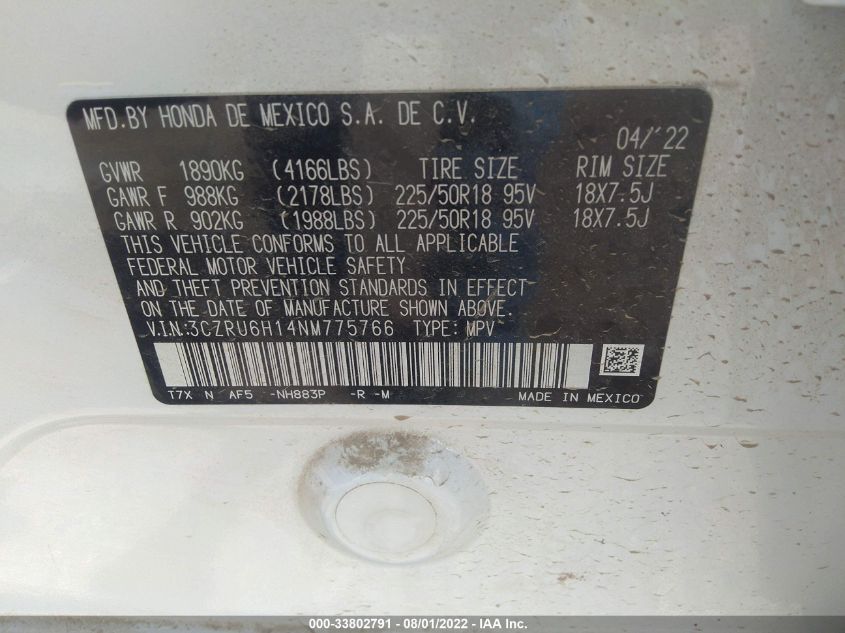 MFD.BY HONDA DE MEXICO S.A. DE C.V.
04/'22
GVWR 1890KG (4166LBS) TIRE SIZE RIM SIZE
GAWR F 988KG (2178LBS) 225/50R18 95V 18X7.5J
GAWR R 902KG (1988LBS) 225/50R18 95V 18X7.5J
THIS VEHICLE CONFORMS TO ALL APPLICABLE
FEDERAL MOTOR VEHICLE SAFETY
AND THEFT PREVENTION STANDARDS IN EFFECT
ON THE DATE OF MANUFACTURE SHOWN ABOVE.
V.I.N:3CZRU6H14NM775766 TYPE: MPV
T7X N AF5 -NH883P -R -M MADE IN MEXICO
000-33802791 - 08/01/2022 - IAA Inc.